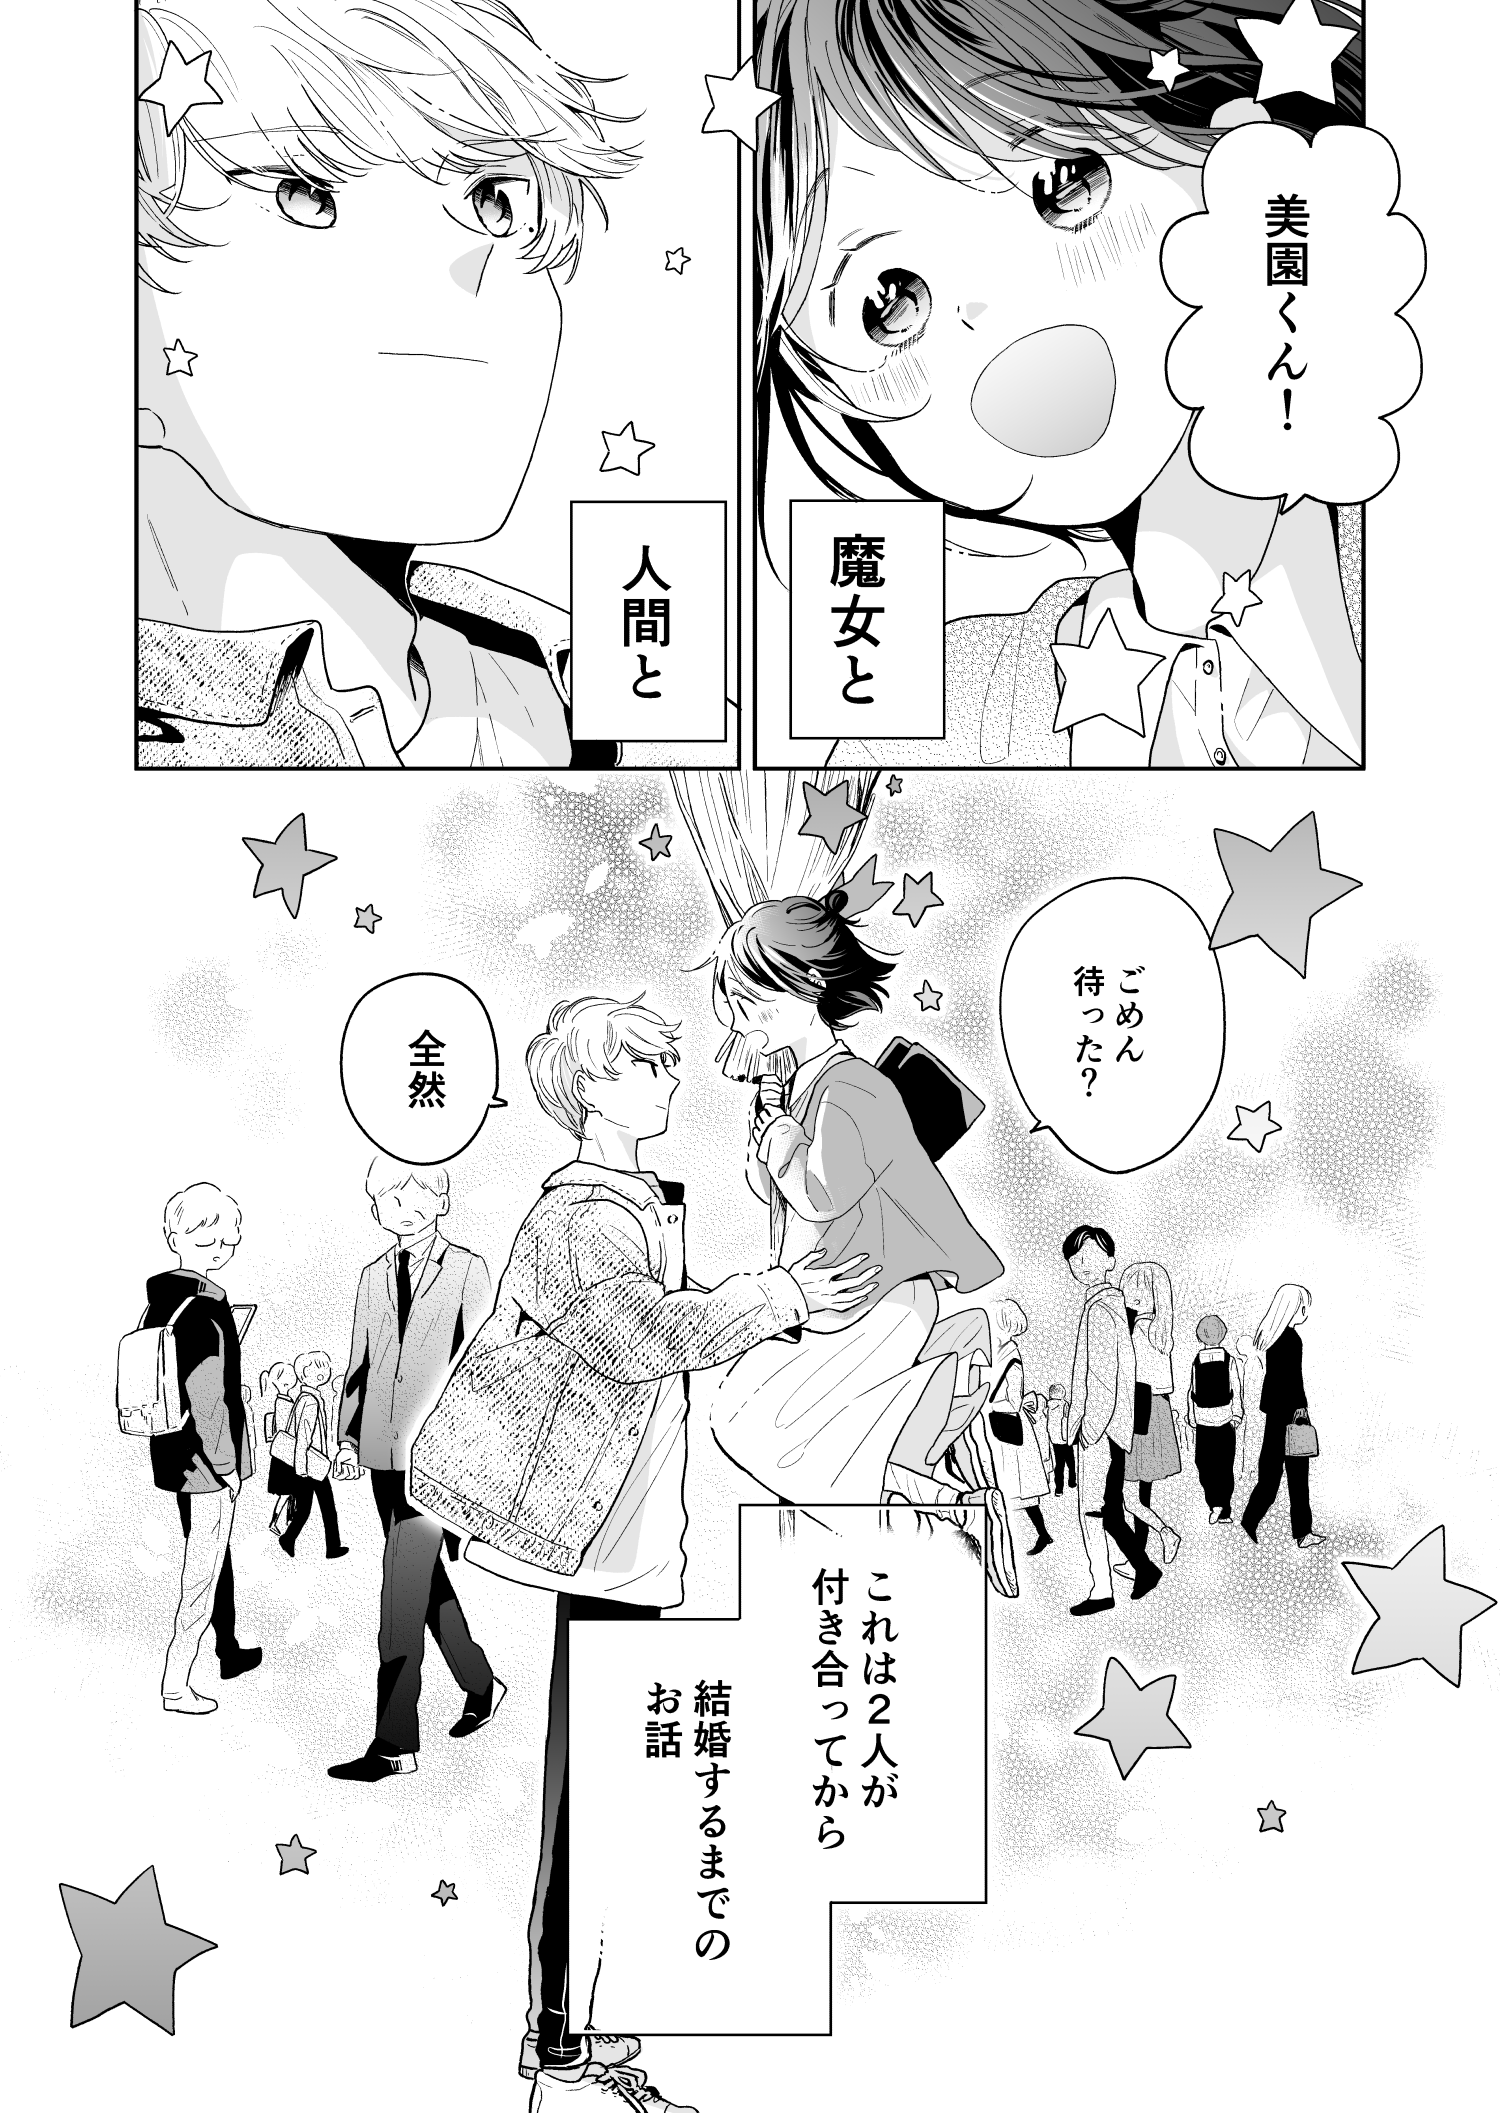 美園くん！
魔女と
人間と
ごめん
待った？
全然
これは2人が
付き合ってから
結婚するまでの
お話